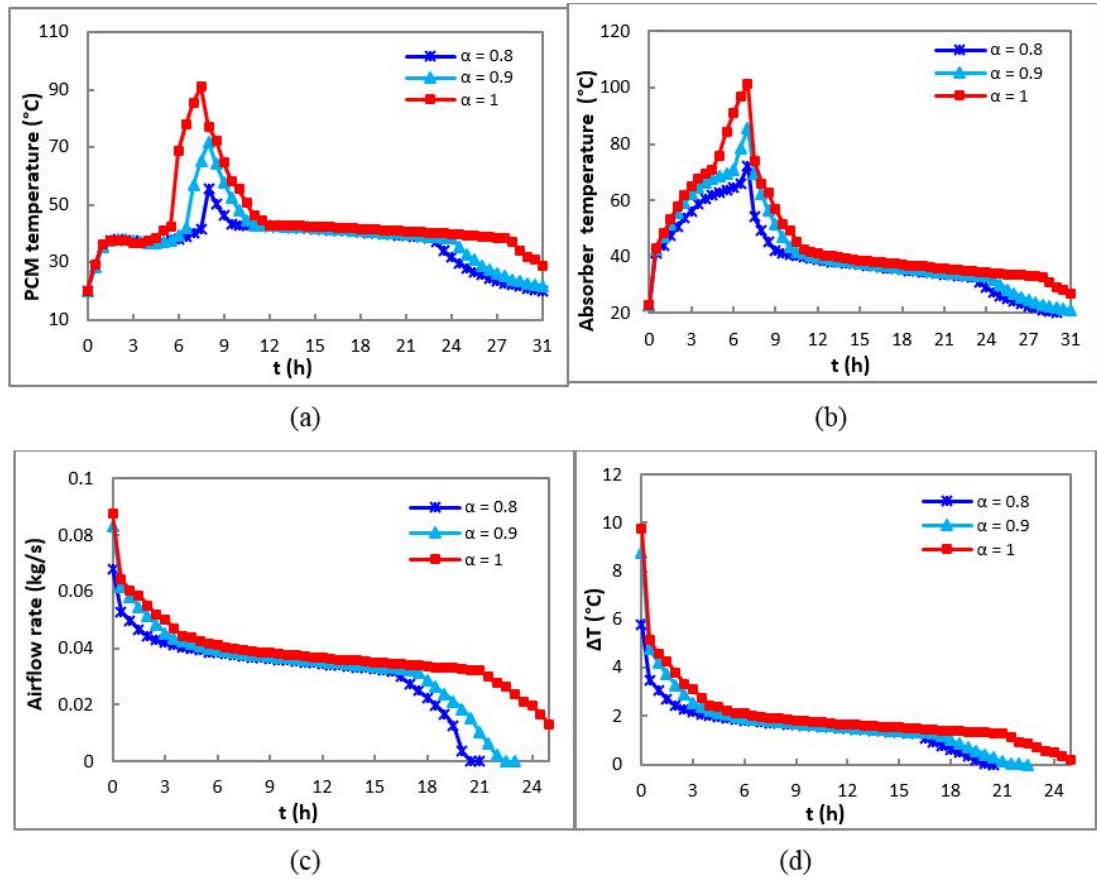 110
90
70
50
30
10
PCM temperature (°C)
α = 0.8
α = 0.9
α = 1
0 3 6 9 12 15 18 21 24 27 31
t (h)
(a)
120
100
80
60
40
20
Absorber temperature (°C)
α = 0.8
α = 0.9
α = 1
0 3 6 9 12 15 18 21 24 27 31
t (h)
(b)
0.1
0.08
0.06
0.04
0.02
0
Airflow rate (kg/s)
α = 0.8
α = 0.9
α = 1
0 3 6 9 12 15 18 21 24
t (h)
(c)
12
10
8
6
4
2
0
ΔT (°C)
α = 0.8
α = 0.9
α = 1
0 3 6 9 12 15 18 21 24
t (h)
(d)